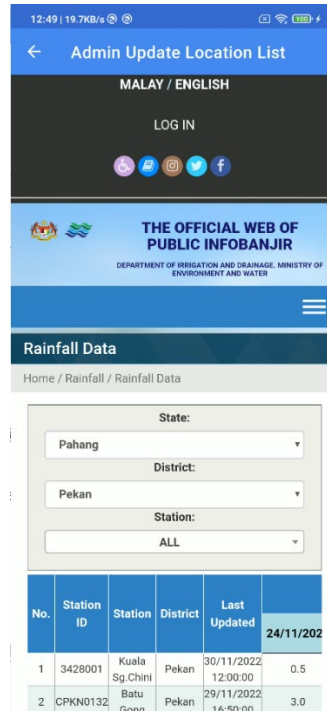 12:49 | 19.7KB/s
100
Admin Update Location List
MALAY / ENGLISH
LOG IN
THE OFFICIAL WEB OF
PUBLIC INFOBANJIR
DEPARTMENT OF IRRIGATION AND DRAINAGE. MINISTRY OF
ENVIRONMENT AND WATER
Rainfall Data
Home / Rainfall / Rainfall Data
State:
Pahang
District:
Pekan
Station:
ALL
No. Station ID Station District Last Updated 24/11/202
1 3428001 Kuala Sg.Chini Pekan 30/11/2022 12:00:00 0.5
2 CPKN0132 Batu Gong Pekan 29/11/2022 16:50:00 3.0